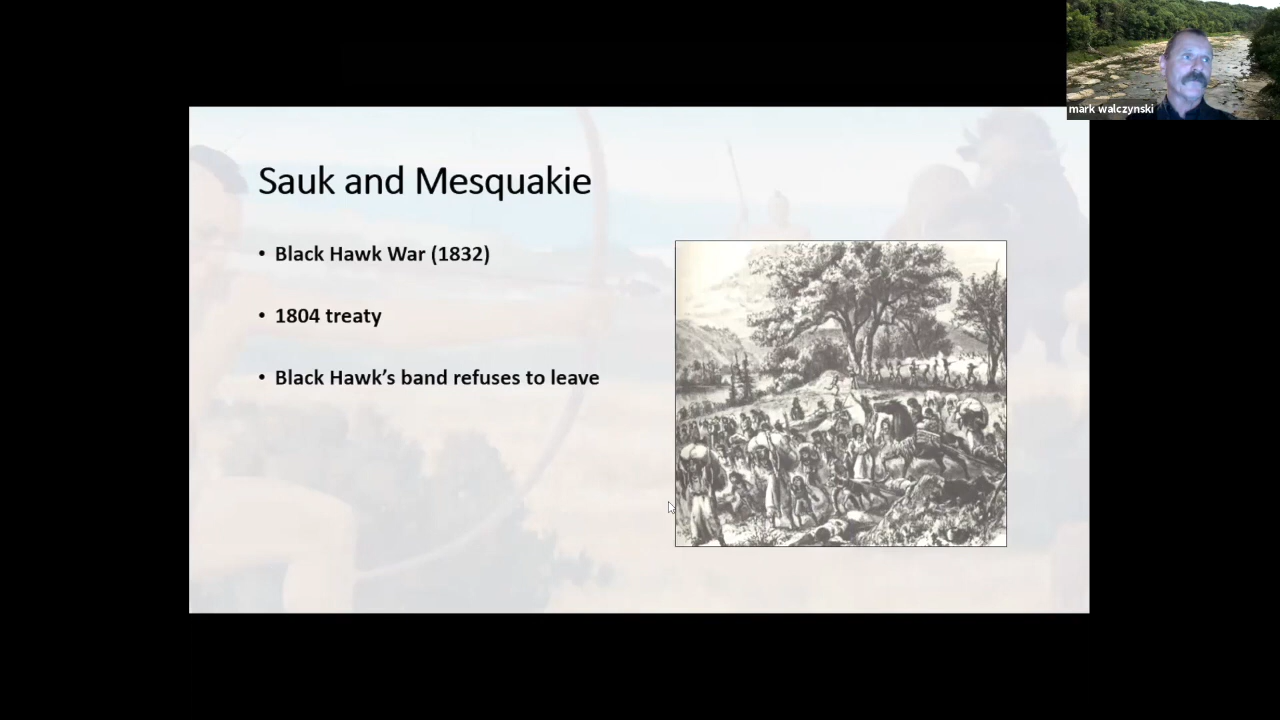 mark walczynski
Sauk and Mesquakie
• Black Hawk War (1832)
• 1804 treaty
• Black Hawk’s band refuses to leave